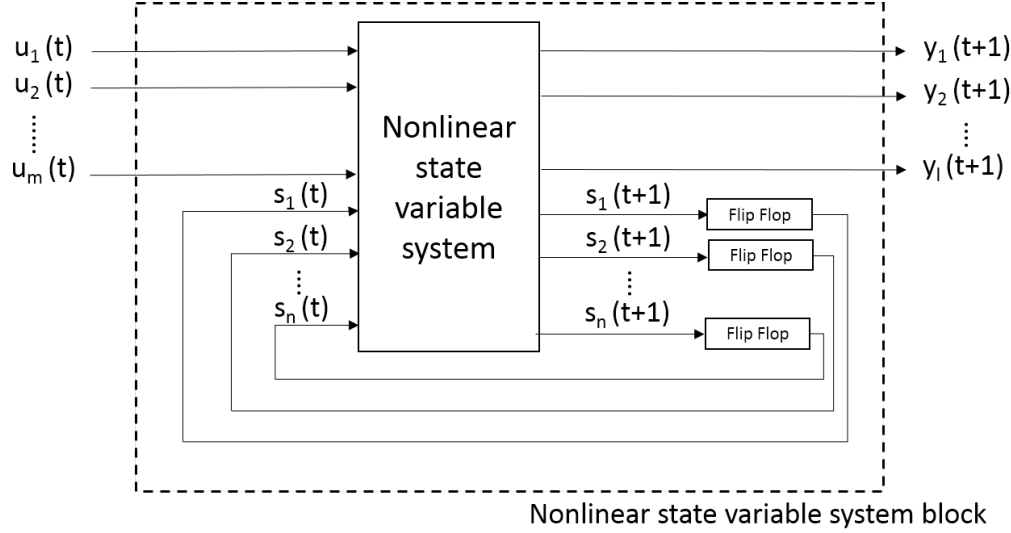 u1 (t)
y1 (t+1)
u2 (t)
y2 (t+1)
um (t)
yl (t+1)
Nonlinear
state
variable
system
s1 (t)
s1 (t+1)
Flip Flop
s2 (t)
s2 (t+1)
Flip Flop
sn (t)
sn (t+1)
Flip Flop
Nonlinear state variable system block